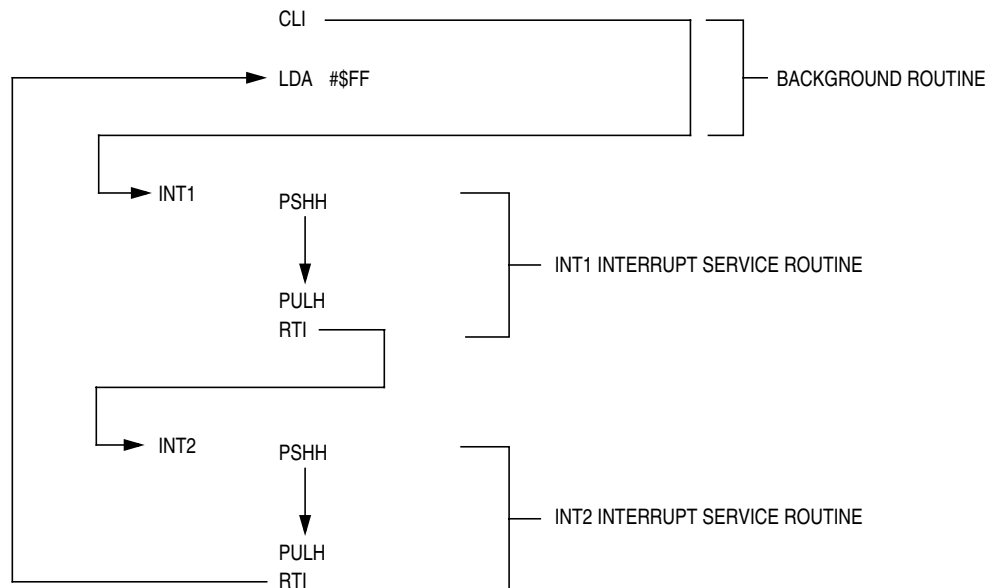 CLI
LDA #$FF
BACKGROUND ROUTINE
INT1
PSHH
INT1 INTERRUPT SERVICE ROUTINE
PULH
RTI
INT2
PSHH
INT2 INTERRUPT SERVICE ROUTINE
PULH
RTI